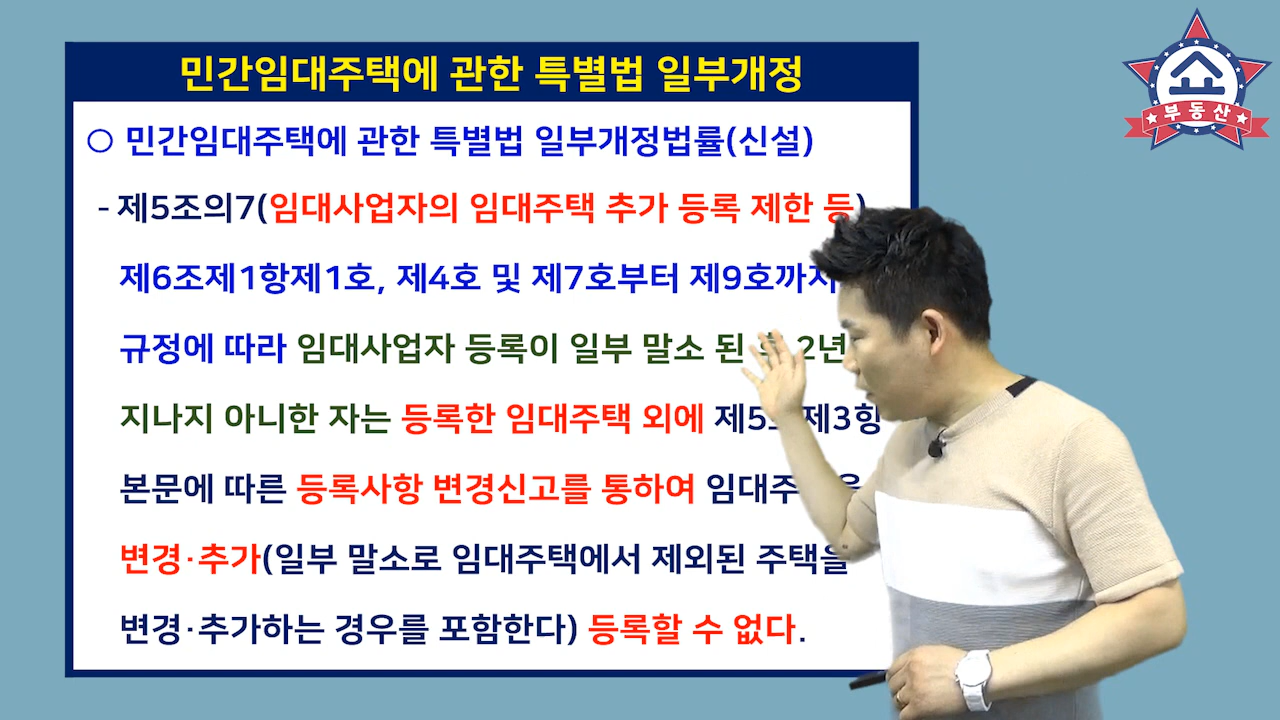 민간임대주택에 관한 특별법 일부개정
부동산
○ 민간임대주택에 관한 특별법 일부개정법률(신설)
- 제5조의7(임대사업자의 임대주택 추가 등록 제한 등)
제6조제1항제1호, 제4호 및 제7호부터 제9호까지
규정에 따라 임대사업자 등록이 일부 말소 된 후 2년
지나지 아니한 자는 등록한 임대주택 외에 제5조제3항
본문에 따른 등록사항 변경신고를 통하여 임대주택을
변경·추가(일부 말소로 임대주택에서 제외된 주택을
변경·추가하는 경우를 포함한다) 등록할 수 없다.